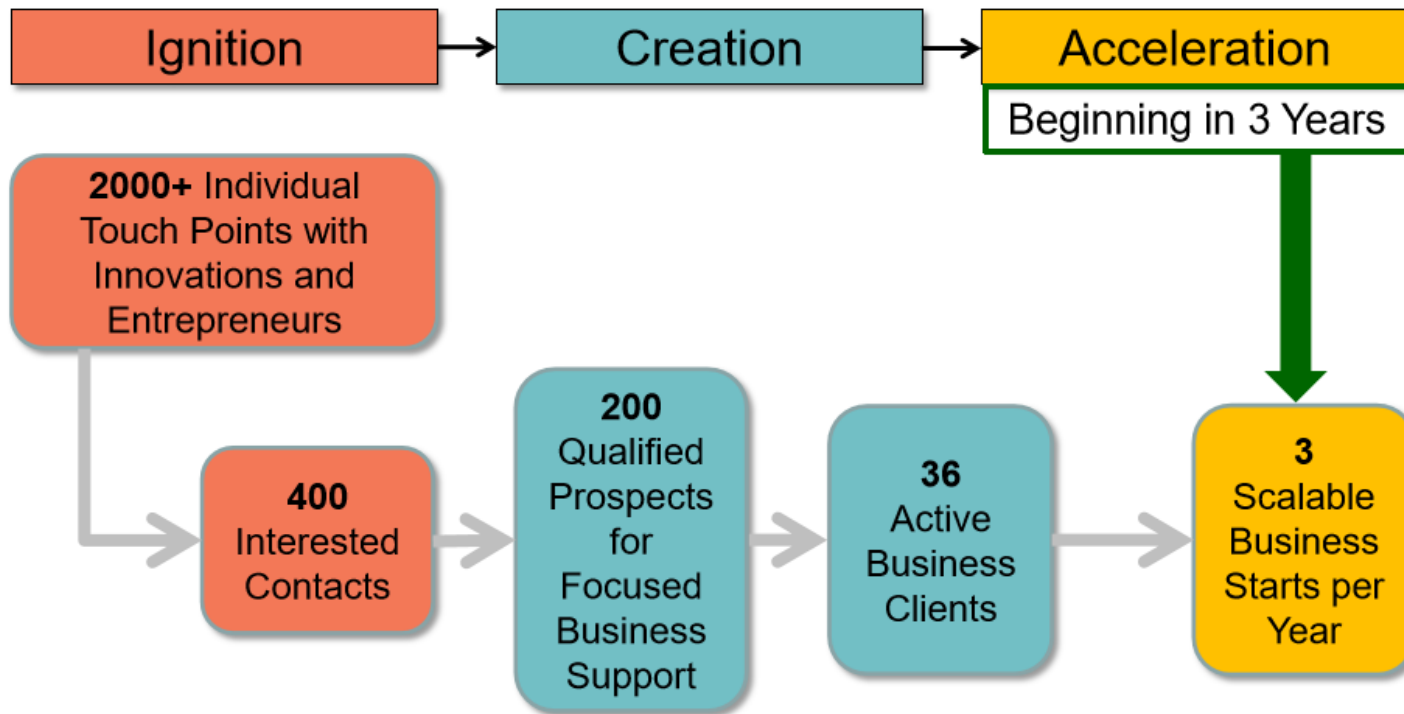 Ignition
Creation
Acceleration
Beginning in 3 Years
2000+ Individual
Touch Points with
Innovations and
Entrepreneurs
400
Interested
Contacts
200
Qualified
Prospects
for
Focused
Business
Support
36
Active
Business
Clients
3
Scalable
Business
Starts per
Year